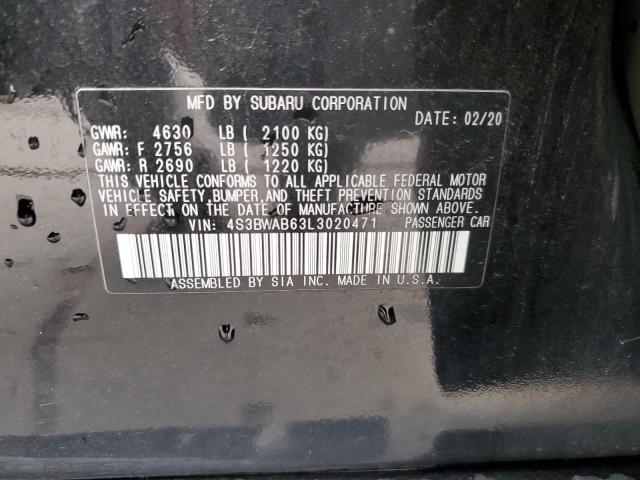 MFD BY SUBARU CORPORATION
DATE: 02/20
GVWR: 4630 LB ( 2100 KG)
GAWR: F 2756 LB ( 1250 KG)
GAWR: R 2690 LB ( 1220 KG)
THIS VEHICLE CONFORMS TO ALL APPLICABLE FEDERAL MOTOR
VEHICLE SAFETY,BUMPER,AND THEFT PREVENTION STANDARDS
IN EFFECT ON THE DATE OF MANUFACTURE SHOWN ABOVE.
VIN: 4S3BWAB63L3020471 PASSENGER CAR
ASSEMBLED BY SIA INC. IN U.S.A.